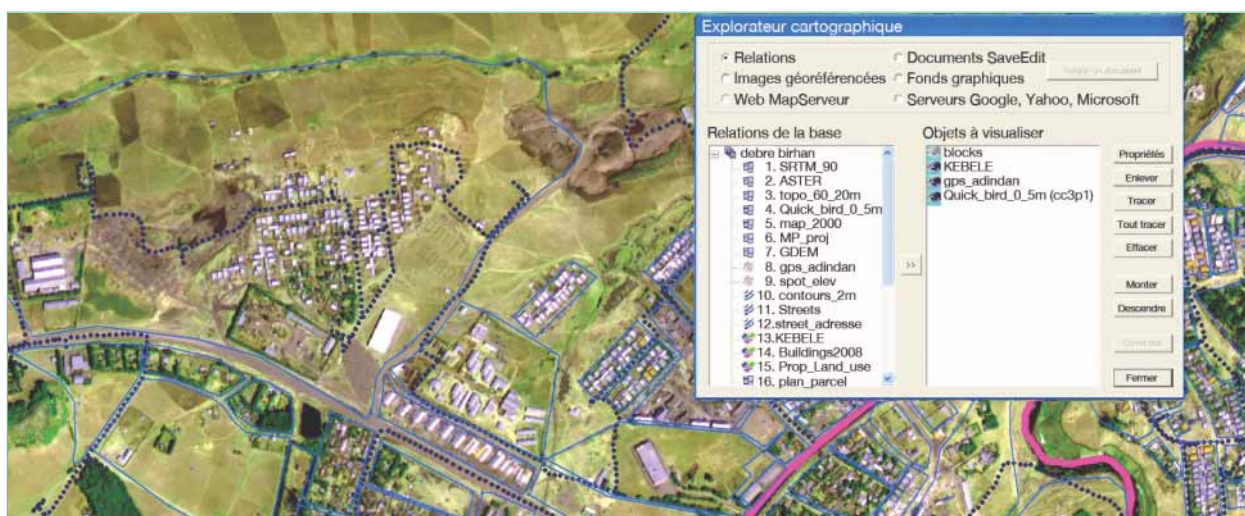 Explorateur cartographique
Relations
Documents SaveEdit
Images géoréférencées
Fonds graphiques
Web MapServeur
Serveurs Google, Yahoo, Microsoft
Relations de la base
debre birhan
1. SRTM_90
2. ASTER
3. topo_60_20m
4. Quick_bird_0_5m
5. map_2000
6. MP_proj
7. GDEM
8. gps_adindan
9. spot_elev
10. contours_2m
11. Streets
12.street_adresse
13.KEBELE
14. Buildings2008
15. Prop_Land_use
16. plan_parcel
>>
Objets à visualiser
blocks
KEBELE
gps_adindan
Quick_bird_0_5m (cc3p1)
Propriétés
Enlever
Tracer
Tout tracer
Effacer
Monter
Descendre
Fermer